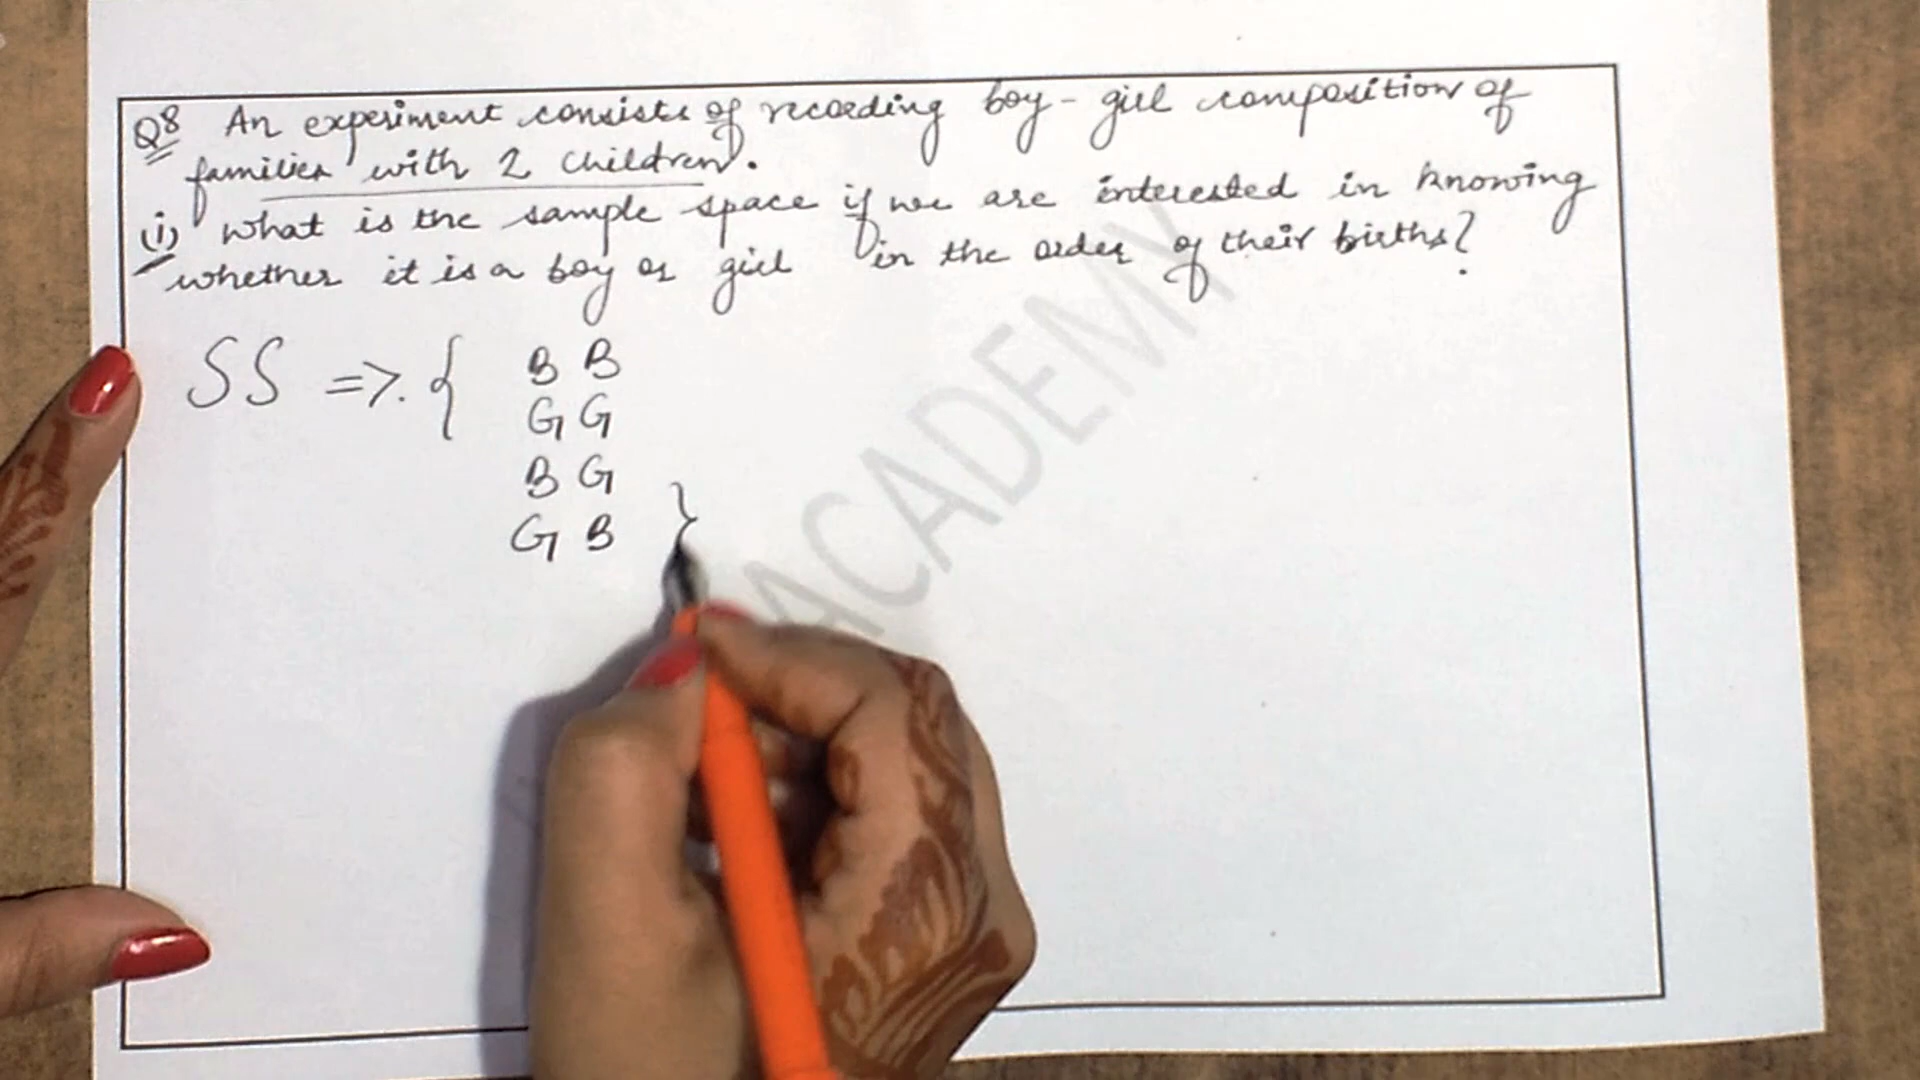 Q8 An experiment consists of recording boy - girl composition of
families with 2 children.
(i) What is the sample space if we are interested in knowing
whether it is a boy or girl in the order of their births?
SS =>. {
B B
G G
B G
G B }
ACADEMY